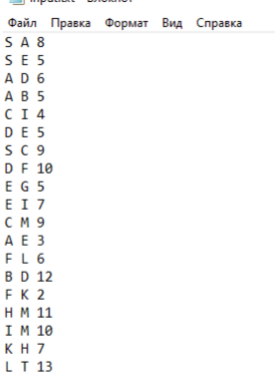 Файл Правка Формат Вид Справка
S A 8
S E 5
A D 6
A B 5
C I 4
D E 5
S C 9
D F 10
E G 5
E I 7
C M 9
A E 3
F L 6
B D 12
F K 2
H M 11
I M 10
K H 7
L T 13